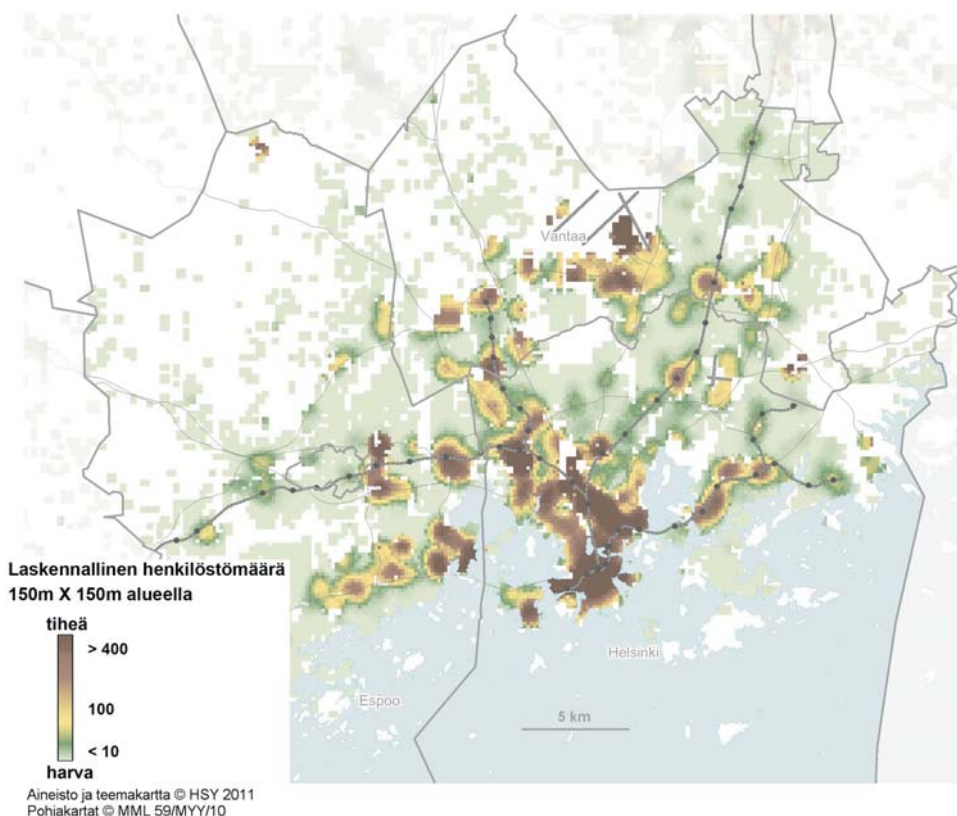 Vantaa
Helsinki
Espoo
5 km
Laskennallinen henkilöstömäärä
150m X 150m alueella
tiheä
> 400
100
< 10
harva
Aineisto ja teemakartta © HSY 2011
Pohjakartat © MML 59/MYY/10